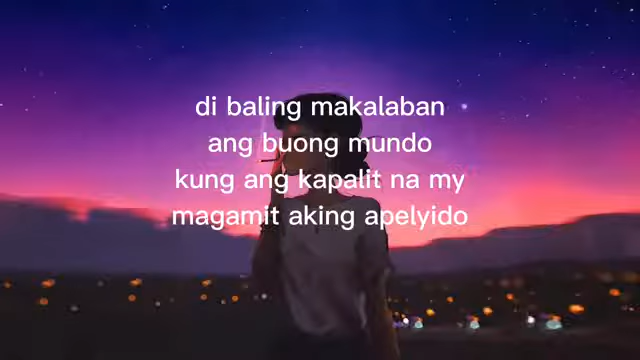 di baling makalaban
ang buong mundo
kung ang kapalit na my
magamit aking apelyido